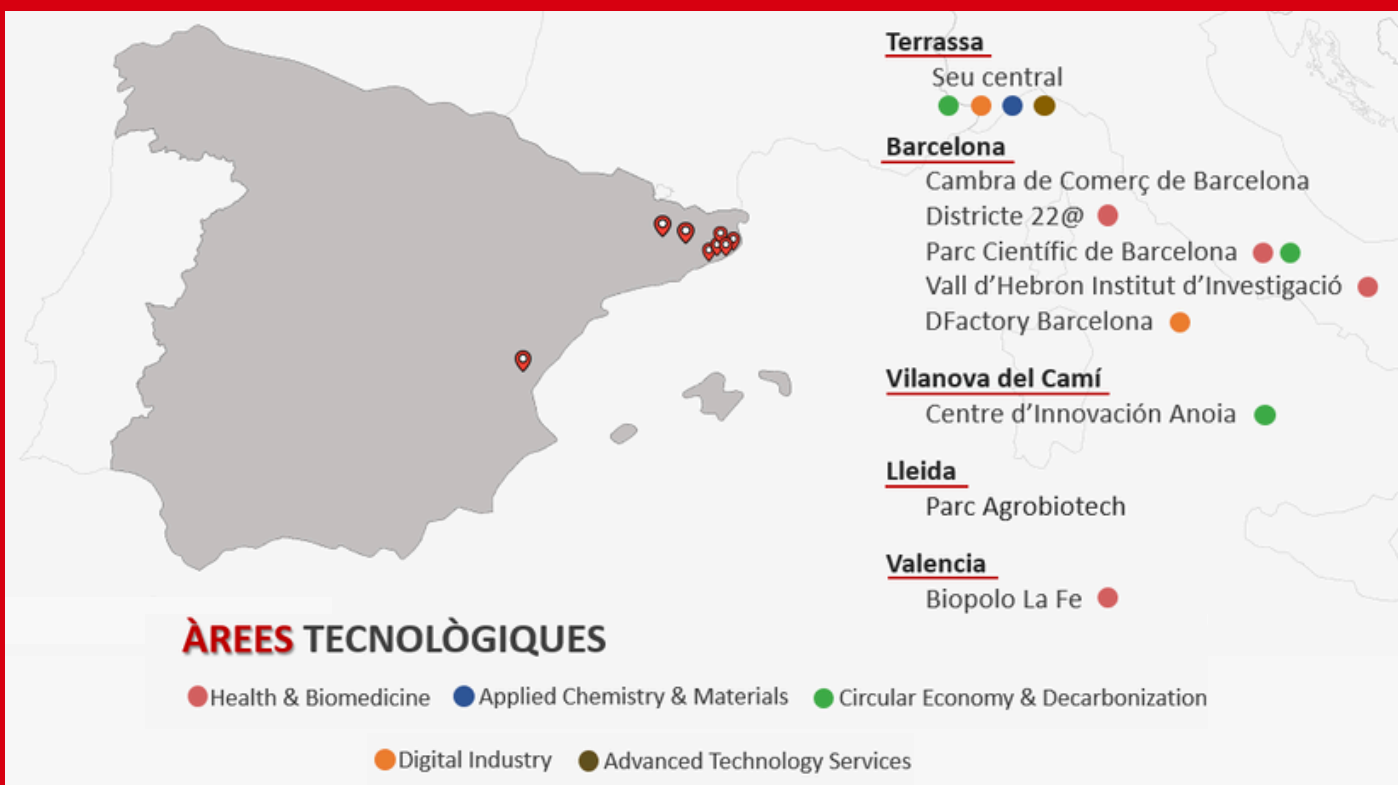 Terrassa
Seu central
Barcelona
Cambra de Comerç de Barcelona
Districte 22@
Parc Científic de Barcelona
Vall d’Hebron Institut d’Investigació
DFactory Barcelona
Vilanova del Camí
Centre d’Innovación Anoia
Lleida
Parc Agrobiotech
Valencia
Biopolo La Fe
ÀREES TECNOLÒGIQUES
Health & Biomedicine
Applied Chemistry & Materials
Circular Economy & Decarbonization
Digital Industry
Advanced Technology Services